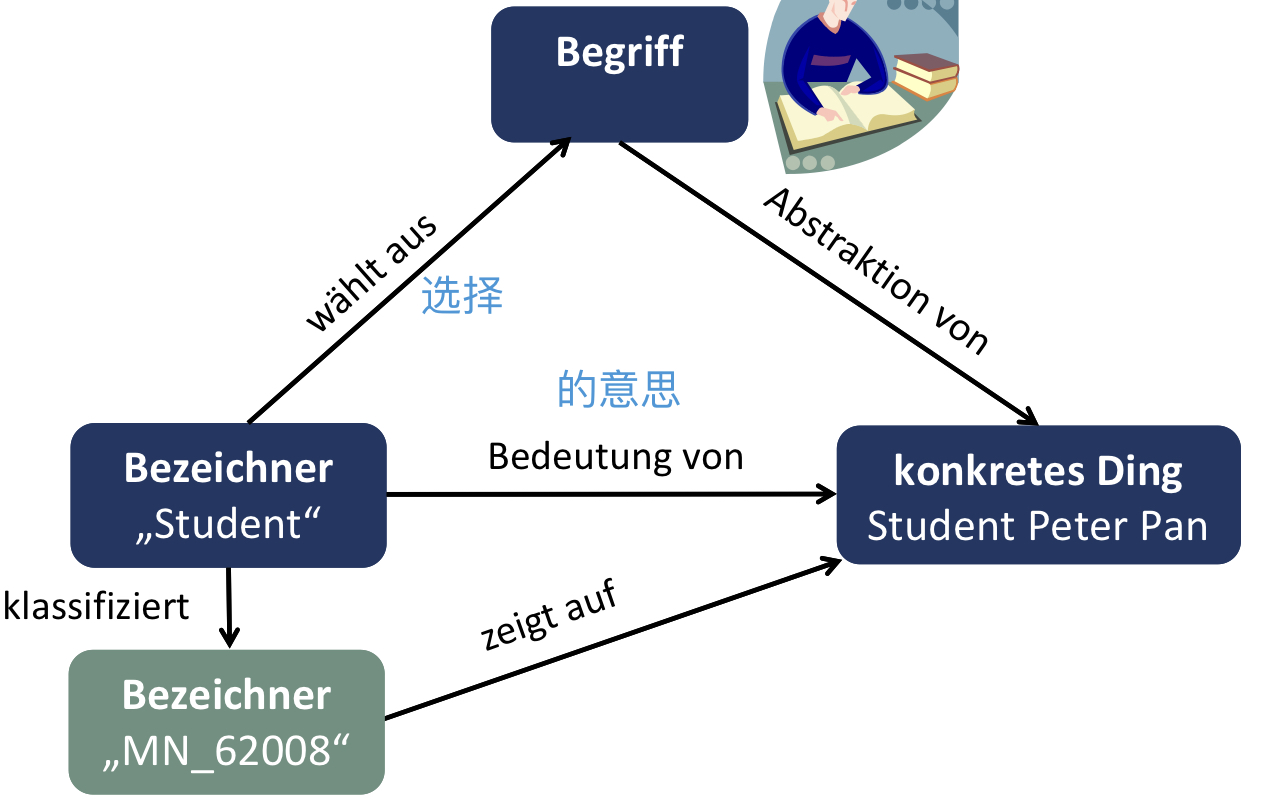 Begriff
wählt aus
Abstraktion von
选择
的意思
Bedeutung von
Bezeichner
„Student“
konkretes Ding
Student Peter Pan
klassifiziert
zeigt auf
Bezeichner
„MN_62008“